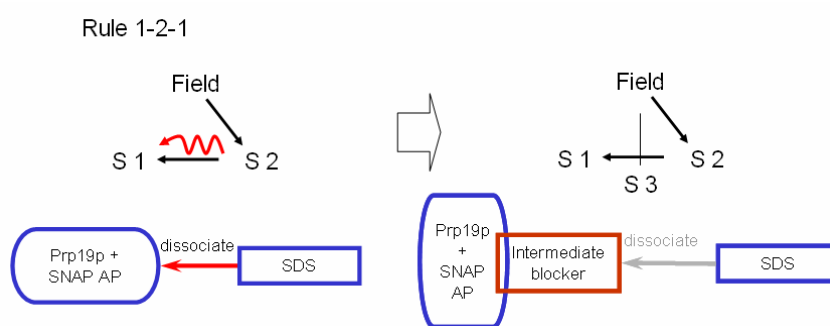 Rule 1-2-1
Field
S 1
S 2
Field
S 1
S 2
S 3
Prp19p +
SNAP AP
dissociate
SDS
Prp19p
+
SNAP
AP
Intermediate
blocker
dissociate
SDS